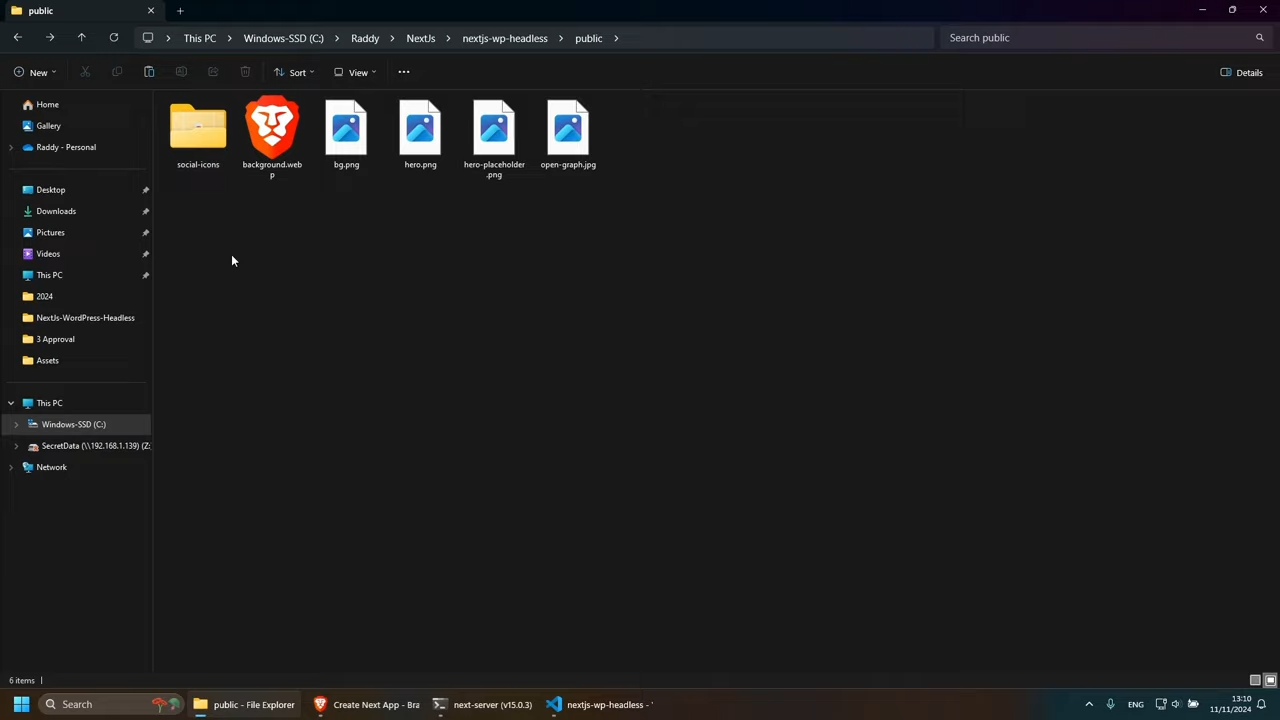 public
This PC
Windows-SSD (C:)
Raddy
NextJs
nextjs-wp-headless
public
Search public
New
Sort
View
Details
Home
Gallery
Raddy - Personal
Desktop
Downloads
Pictures
Videos
This PC
2024
NextJs-WordPress-Headless
3 Approval
Assets
This PC
Windows-SSD (C:)
SecretData (\\192.168.1.139) (Z:
Network
social-icons
background.web
p
bg.png
hero.png
hero-placeholder
.png
open-graph.jpg
6 items
Search
public - File Explorer
Create Next App - Bra
next-server (v15.0.3)
nextjs-wp-headless -
ENG
13:10
11/11/2024